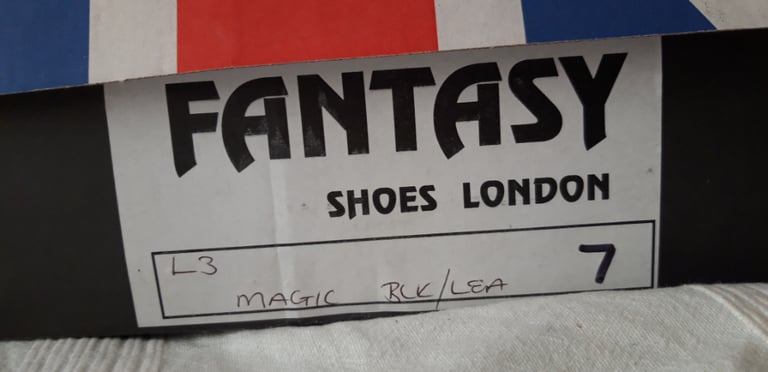 FANTASY
SHOES LONDON
L3 7
MAGIC BLK/LEA